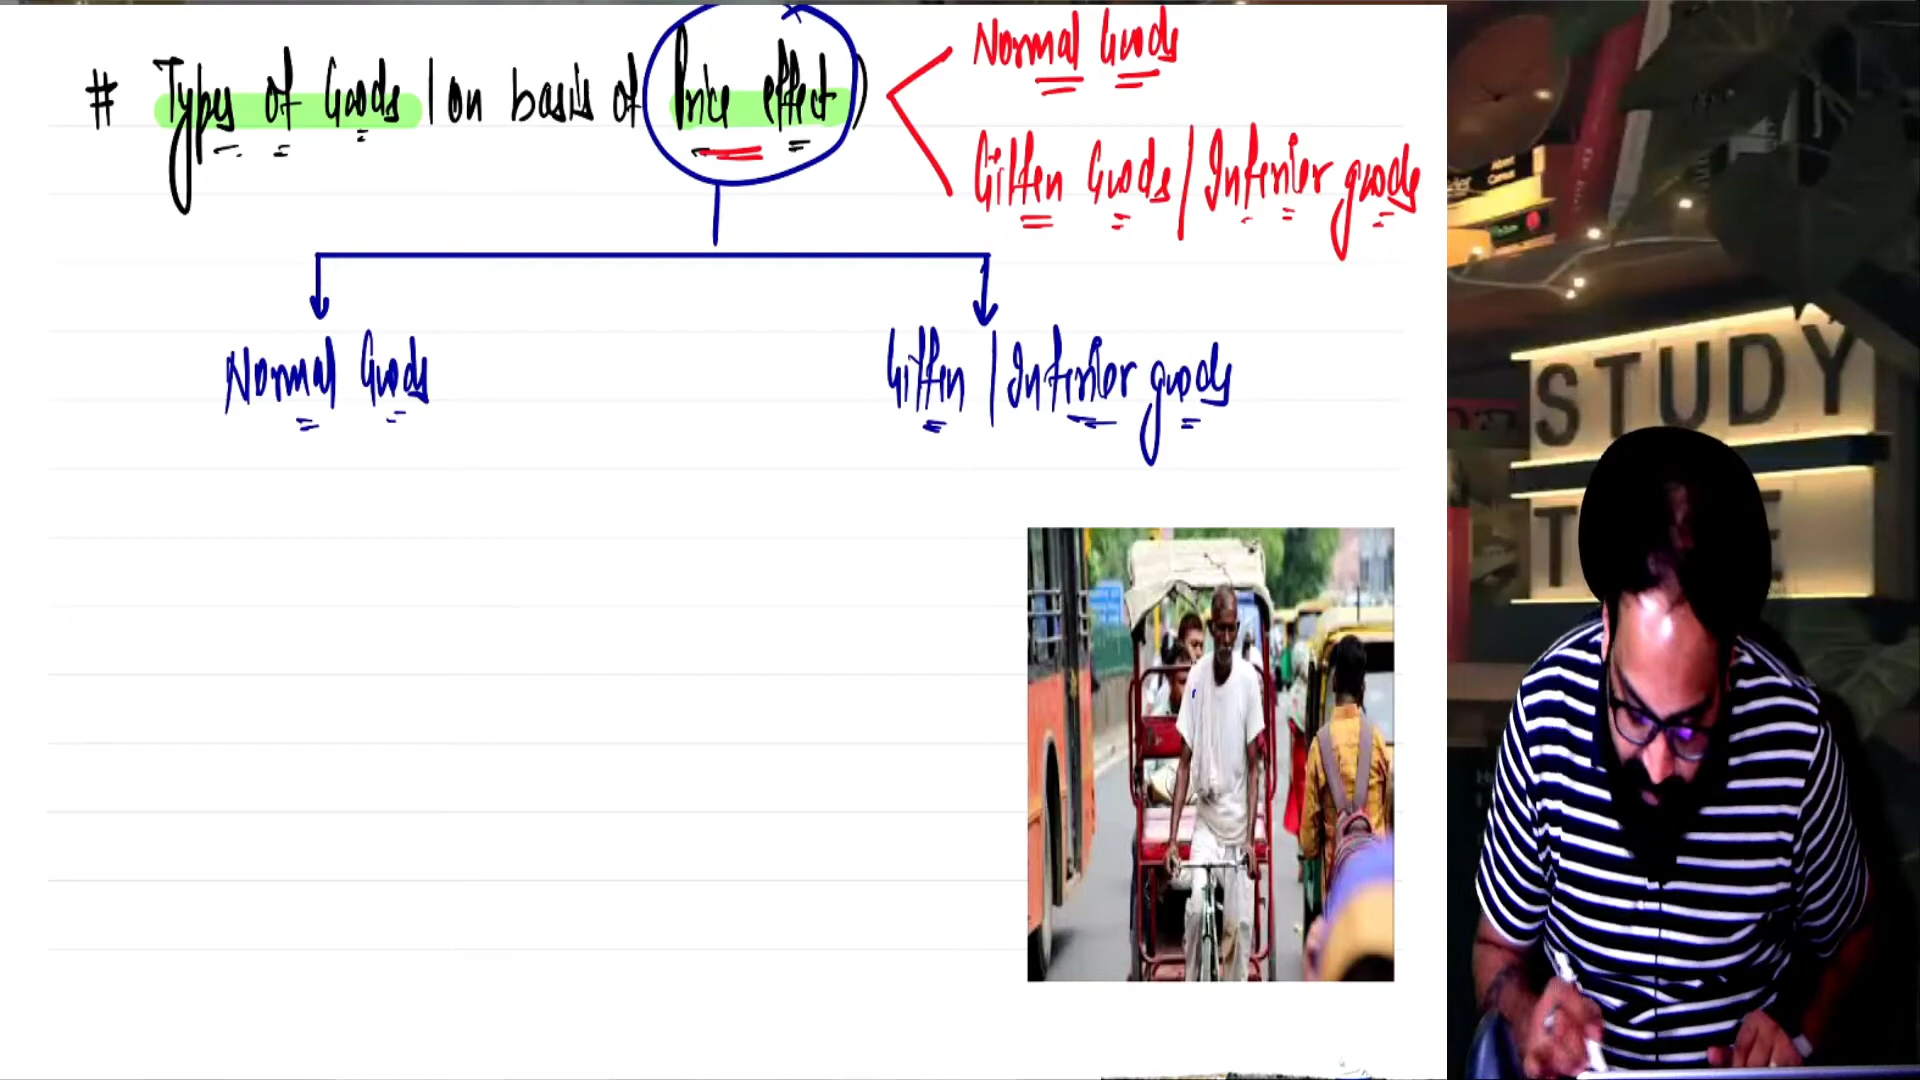 # Types of Goods (on basis of Price effect)
Normal Goods
Giffen Goods / Inferior goods
Normal Goods
Giffen / Inferior goods
STUDY